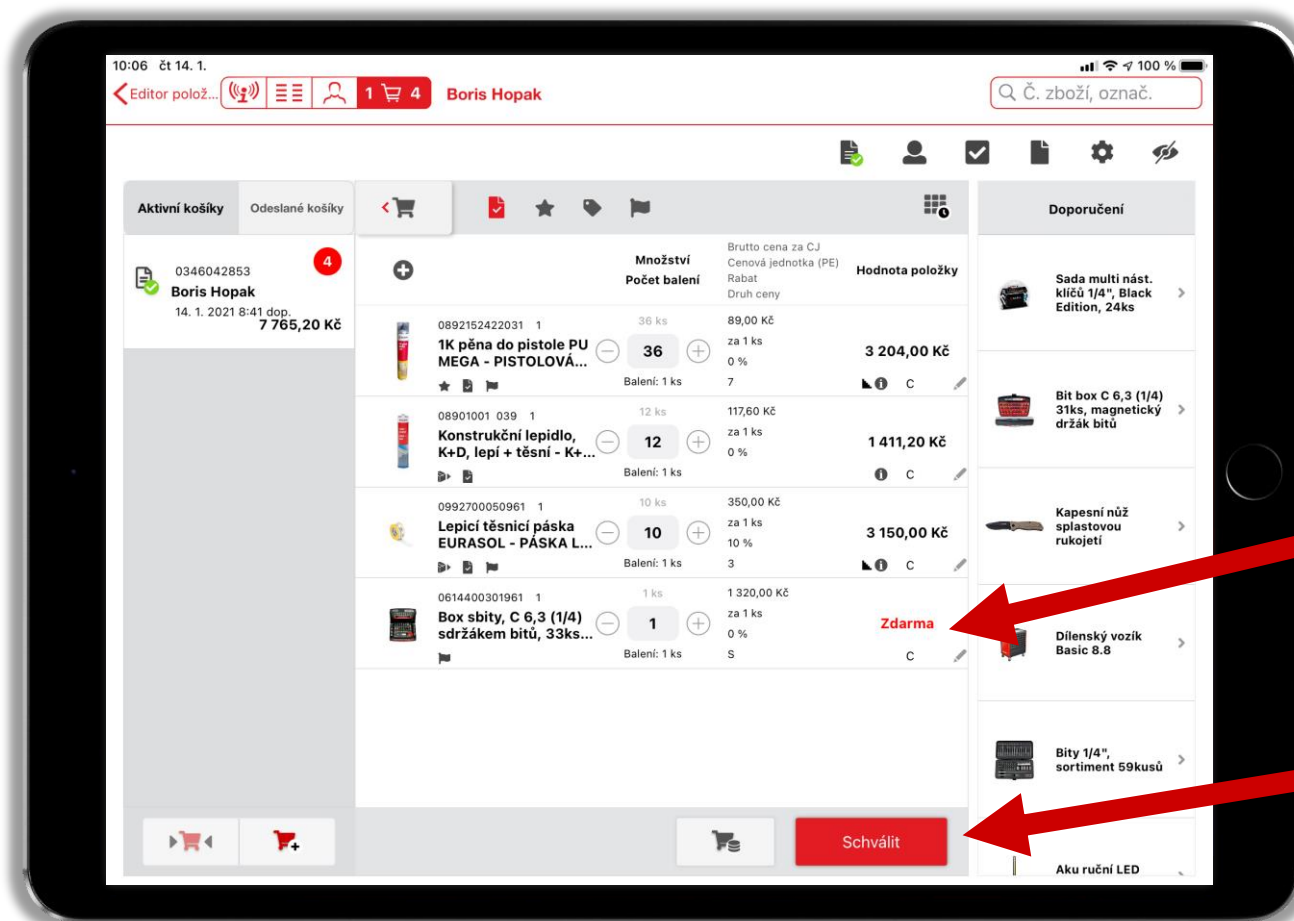 10:06 čt 14. 1.
100 %
Editor polož...
1 4
Boris Hopak
Č. zboží, označ.
Aktivní košíky
Odeslané košíky
Doporučení
4
0346042853
Boris Hopak
14. 1. 2021 8:41 dop.
7 765,20 Kč
Množství
Počet balení
Brutto cena za CJ
Cenová jednotka (PE)
Rabat
Druh ceny
Hodnota položky
0892152422031 1
1K pěna do pistole PU
MEGA - PISTOLOVÁ...
36 ks
36
Balení: 1 ks
89,00 Kč
za 1 ks
0 %
7
3 204,00 Kč
C
08901001 039 1
Konstrukční lepidlo,
K+D, lepí + těsní - K+...
12 ks
12
Balení: 1 ks
117,60 Kč
za 1 ks
0 %
1 411,20 Kč
C
0992700050961 1
Lepicí těsnicí páska
EURASOL - PÁSKA L...
10 ks
10
Balení: 1 ks
350,00 Kč
za 1 ks
10 %
3
3 150,00 Kč
C
0614400301961 1
Box sbity, C 6,3 (1/4)
sdržákem bitů, 33ks...
1 ks
1
Balení: 1 ks
1 320,00 Kč
za 1 ks
0 %
S
Zdarma
C
Sada multi nást.
klíčů 1/4", Black
Edition, 24ks
Bit box C 6,3 (1/4)
31ks, magnetický
držák bitů
Kapesní nůž
splastovou
rukojetí
Dílenský vozík
Basic 8.8
Bity 1/4",
sortiment 59kusů
Aku ruční LED
Schválit